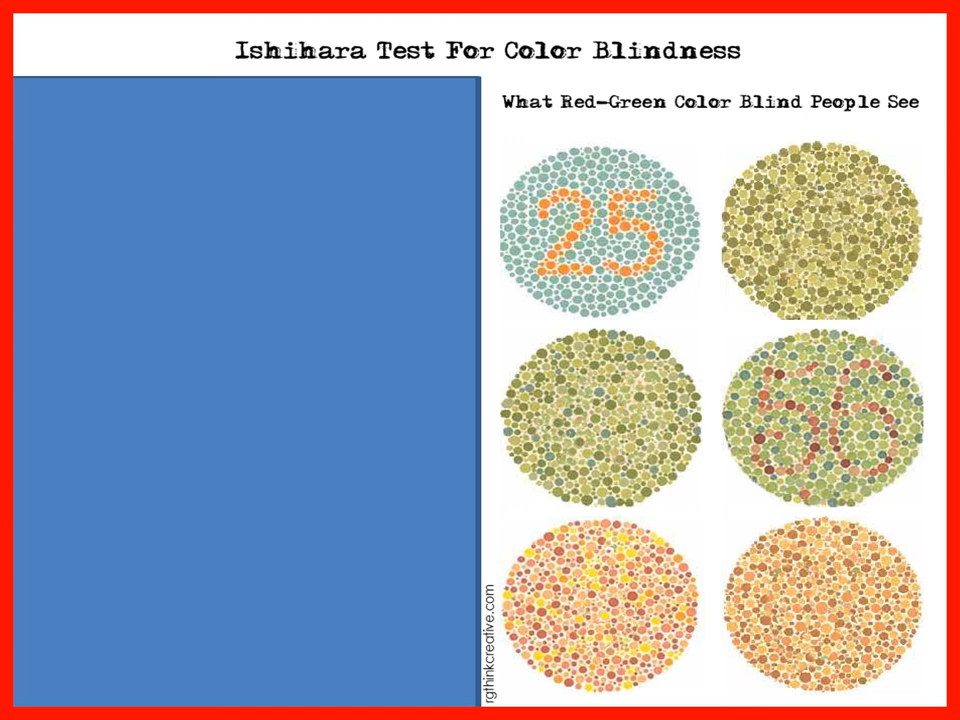 Ishihara Test For Color Blindness
What Red-Green Color Blind People See
25
56
rgthinkcreative.com